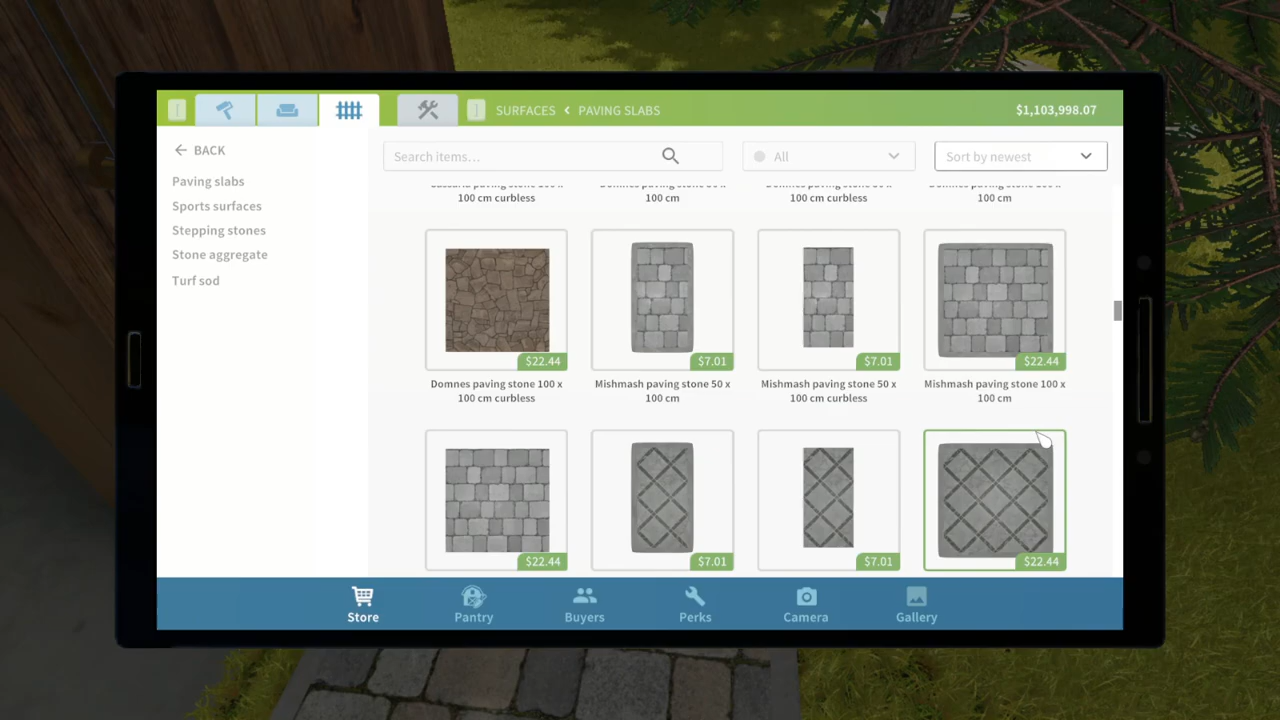 SURFACES < PAVING SLABS
$1,103,998.07
BACK
Search items...
All
Sort by newest
Paving slabs
Sports surfaces
Stepping stones
Stone aggregate
Turf sod
100 cm curbless
100 cm
100 cm curbless
100 cm
$22.44
$7.01
$7.01
$22.44
Domnes paving stone 100 x
100 cm curbless
Mishmash paving stone 50 x
100 cm
Mishmash paving stone 50 x
100 cm curbless
Mishmash paving stone 100 x
100 cm
$22.44
$7.01
$7.01
$22.44
Store
Pantry
Buyers
Perks
Camera
Gallery